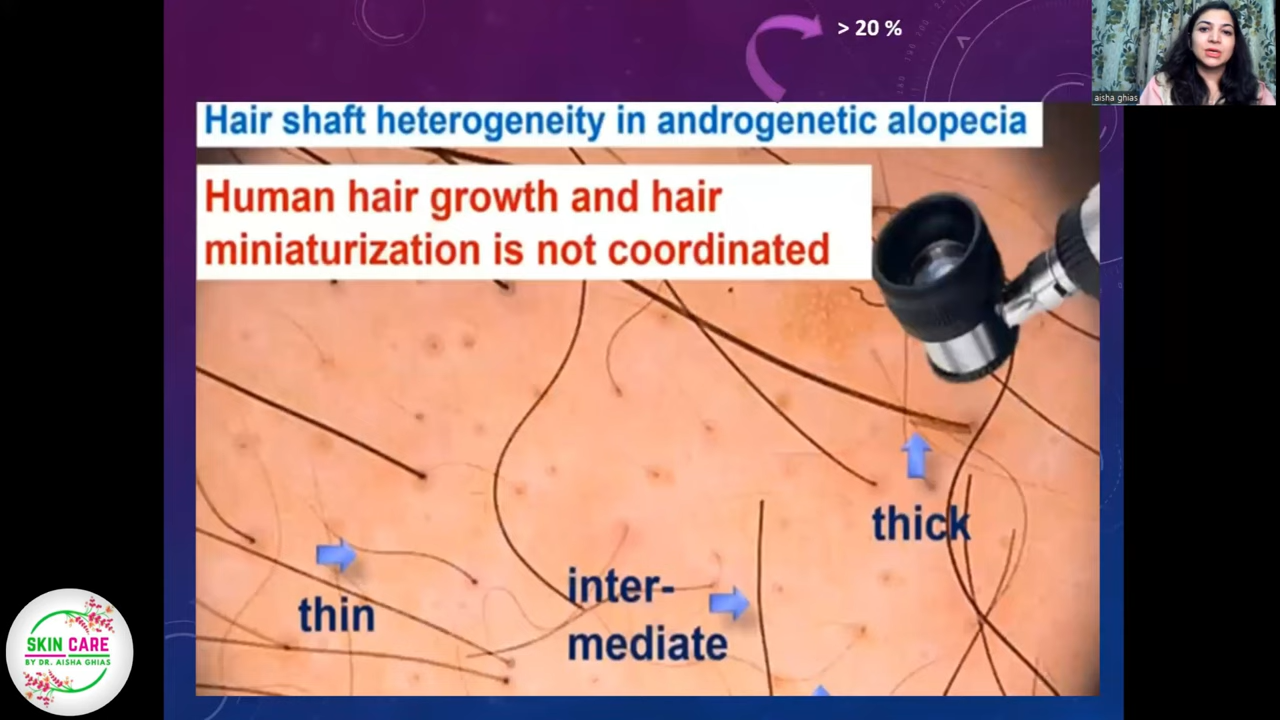 > 20 %
aisha ghias
Hair shaft heterogeneity in androgenetic alopecia
Human hair growth and hair
miniaturization is not coordinated
thick
thin
inter-
mediate
SKIN CARE
BY DR. AISHA GHIAS